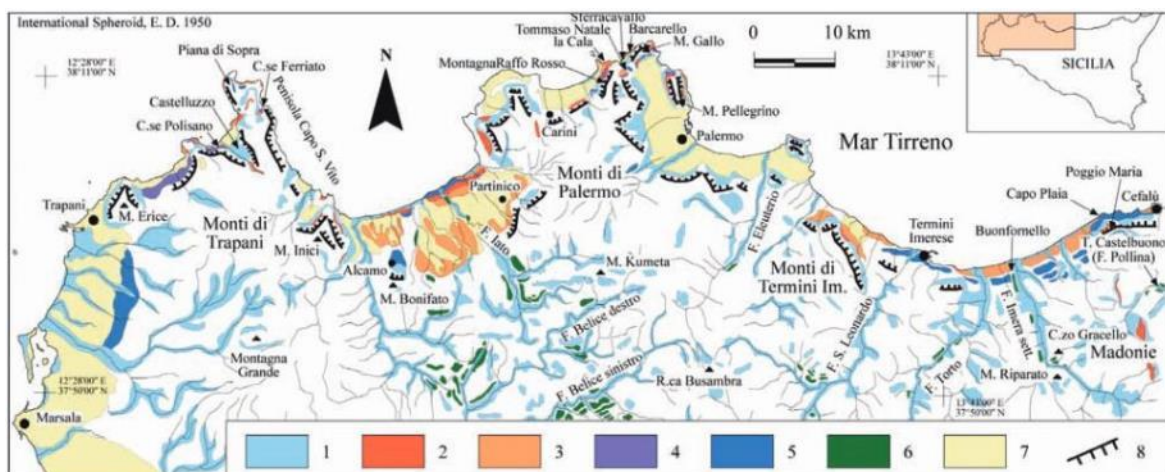 International Spheroid, E. D. 1950
12°28'00" E
38°11'00" N
Piana di Sopra
C.se Ferriato
Castelluzzo
C.se Polisano
Penisola Capo S. Vito
N
Sferracavallo
Tommaso Natale
Barcarello
la Cala
M. Gallo
MontagnaRaffo Rosso
0 10 km
13°43'00" E
38°11'00" N
SICILIA
Carini
M. Pellegrino
Palermo
Mar Tirreno
Trapani
M. Erice
Monti di
Trapani
M. Inici
Partinico
Monti di
Palermo
F. Iato
F. Eleuterio
Poggio Maria
Capo Plaia
Cefalù
Termini
Imerese
Buonfornello
T. Castelbuono
(F. Pollina)
Alcamo
M. Bonifato
M. Kumeta
Monti di
Termini Im.
F. Belice destro
F. S. Leonardo
F. Imera sett.
C.zo Gracello
Madonie
Montagna
Grande
12°28'00" E
37°50'00" N
F. Belice sinistro
R.ca Busambra
F. Torto
M. Riparato
13°43'00" E
37°50'00" N
Marsala
1 2 3 4 5 6 7 8